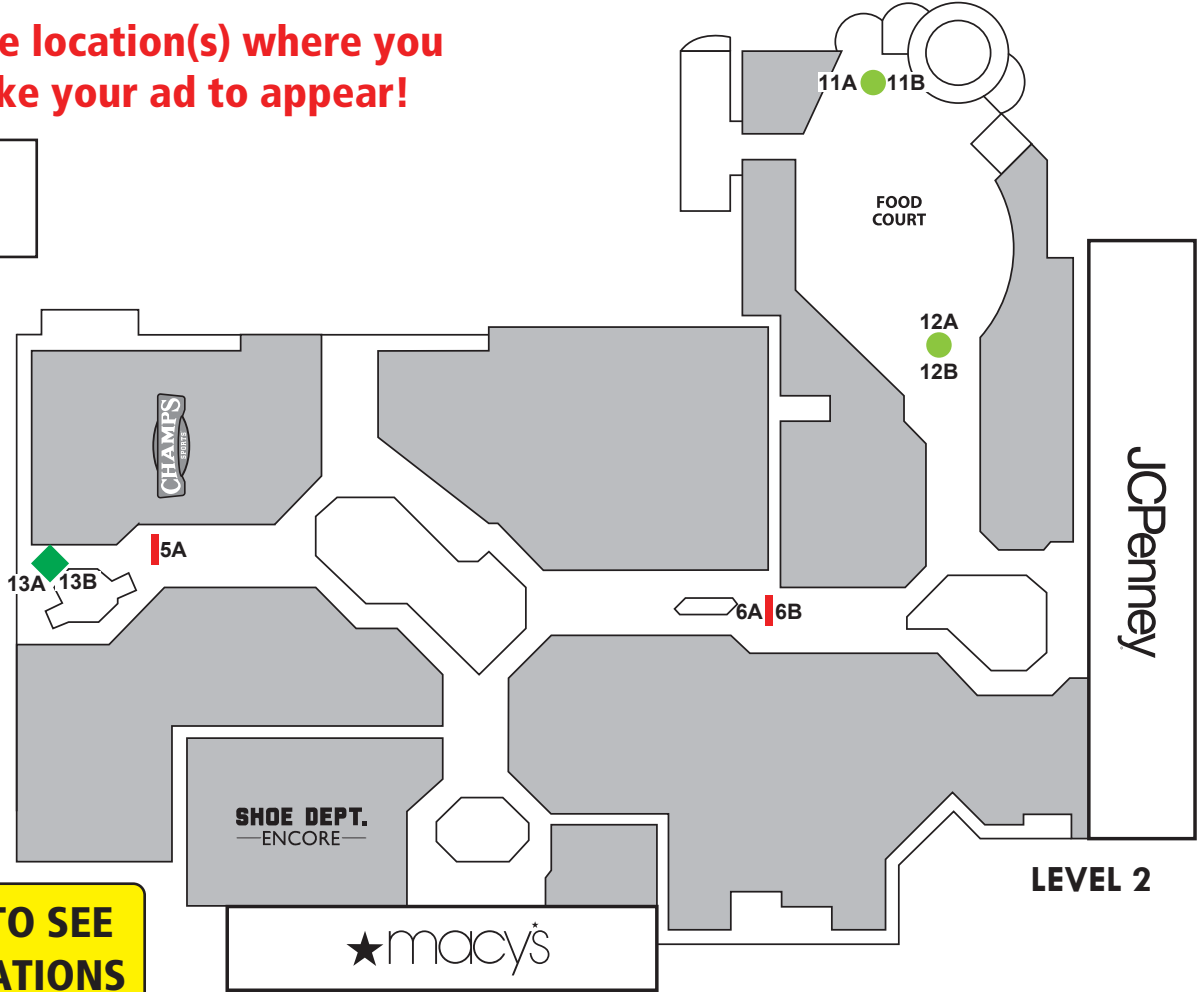 e location(s) where you
ke your ad to appear!
11A 11B
FOOD
COURT
12A
12B
CHAMPS
SPORTS
5A
13A 13B
6A 6B
JCPenney
SHOE DEPT.
ENCORE
LEVEL 2
TO SEE
ATIONS
macy's